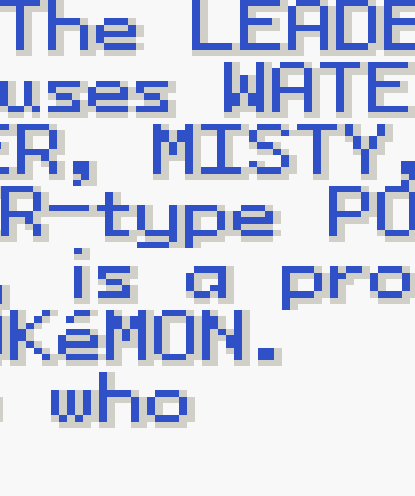 The LEADE
uses WATE
ER, MISTY,
R-type PO
, is a pro
KéMON.
who